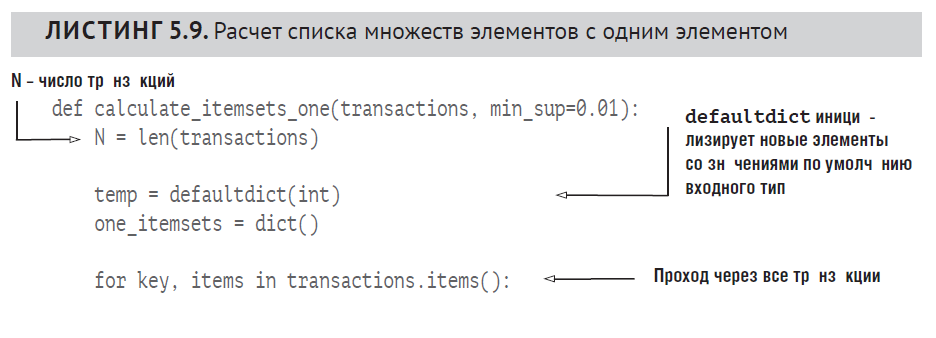 ЛИСТИНГ 5.9. Расчет списка множеств элементов с одним элементом
N – число тр нз кций
def calculate_itemsets_one(transactions, min_sup=0.01):
N = len(transactions)
defaultdict иници -
лизирует новые элементы
со зн чениями по умолч нию
входного тип
temp = defaultdict(int)
one_itemsets = dict()
for key, items in transactions.items():
Проход через все тр нз кции